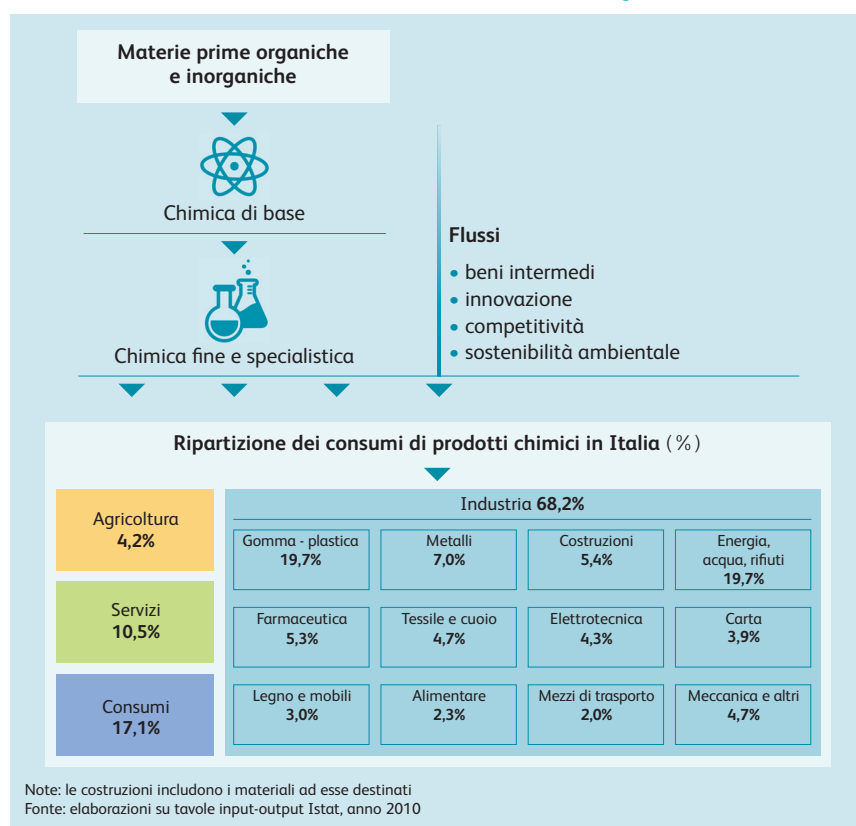 Materie prime organiche
e inorganiche
Chimica di base
Chimica fine e specialistica
Flussi
• beni intermedi
• innovazione
• competitività
• sostenibilità ambientale
Ripartizione dei consumi di prodotti chimici in Italia (%)
Agricoltura
4,2%
Servizi
10,5%
Consumi
17,1%
Industria 68,2%
Gomma - plastica
19,7%
Metalli
7,0%
Costruzioni
5,4%
Energia,
acqua, rifiuti
19,7%
Farmaceutica
5,3%
Tessile e cuoio
4,7%
Elettrotecnica
4,3%
Carta
3,9%
Legno e mobili
3,0%
Alimentare
2,3%
Mezzi di trasporto
2,0%
Meccanica e altri
4,7%
Note: le costruzioni includono i materiali ad esse destinati
Fonte: elaborazioni su tavole input-output Istat, anno 2010